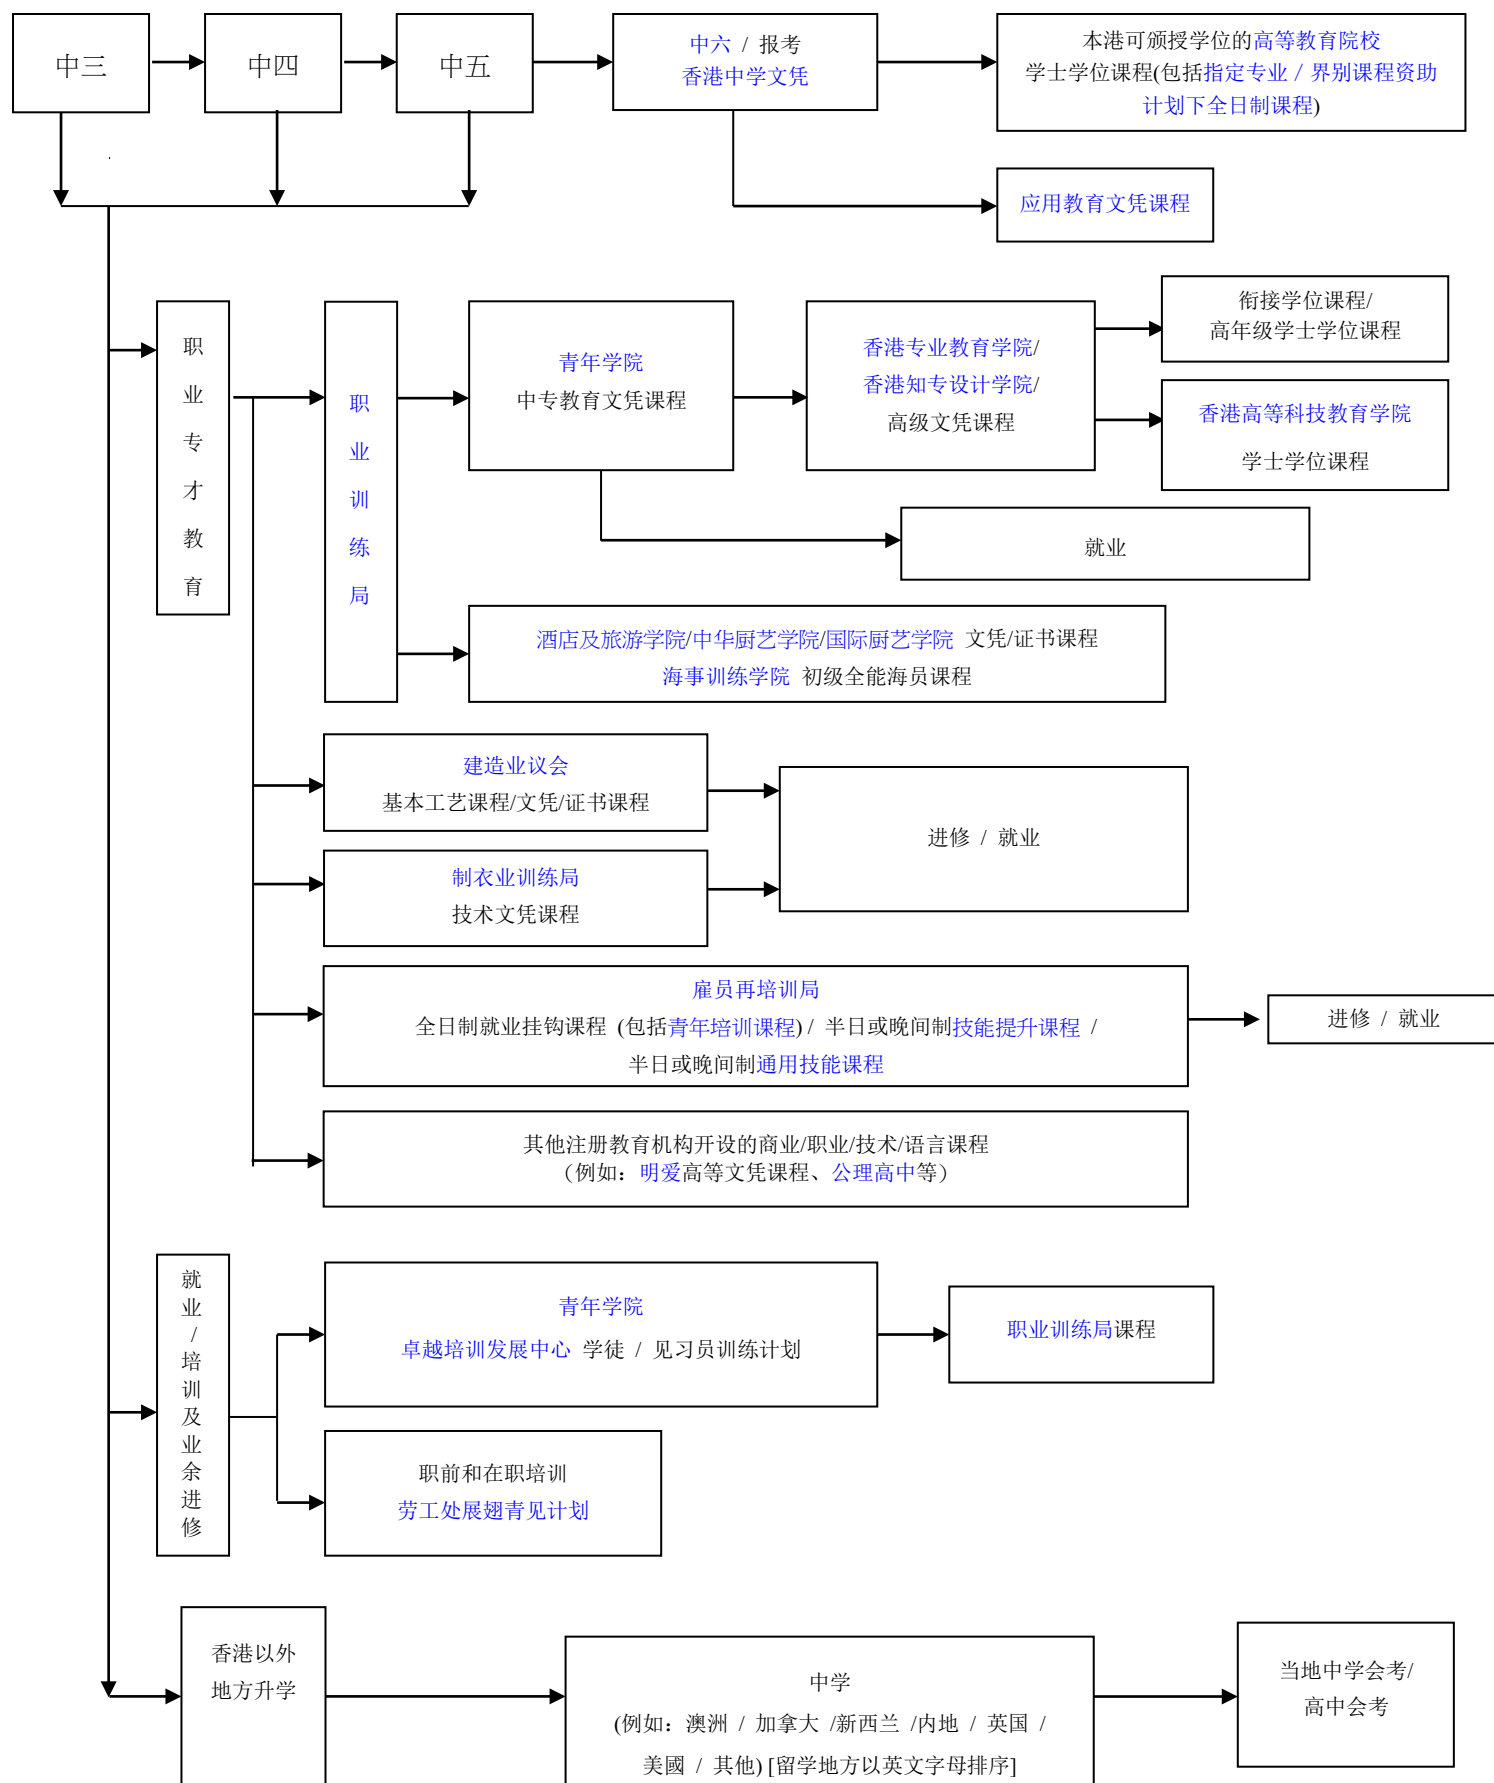 中三
中四
中五
中六 / 报考
香港中学文凭
本港可颁授学位的高等教育院校
学士学位课程(包括指定专业 / 界别课程资助
计划下全日制课程)
应用教育文凭课程
职
业
专
才
教
育
职
业
训
练
局
青年学院
中专教育文凭课程
香港专业教育学院/
香港知专设计学院/
高级文凭课程
衔接学位课程/
高年级学士学位课程
香港高等科技教育学院
学士学位课程
就业
酒店及旅游学院/中华厨艺学院/国际厨艺学院 文凭/证书课程
海事训练学院 初级全能海员课程
建造业议会
基本工艺课程/文凭/证书课程
制衣业训练局
技术文凭课程
进修 / 就业
雇员再培训局
全日制就业挂钩课程 (包括青年培训课程) / 半日或晚间制技能提升课程 /
半日或晚间制通用技能课程
进修 / 就业
其他注册教育机构开设的商业/职业/技术/语言课程
（例如：明爱高等文凭课程、公理高中等）
就
业
/
培
训
及
业
余
进
修
青年学院
卓越培训发展中心 学徒 / 见习员训练计划
职业训练局课程
职前和在职培训
劳工处展翅青见计划
香港以外
地方升学
中学
(例如：澳洲 / 加拿大 /新西兰 /内地 / 英国 /
美國 / 其他) [留学地方以英文字母排序]
当地中学会考/
高中会考